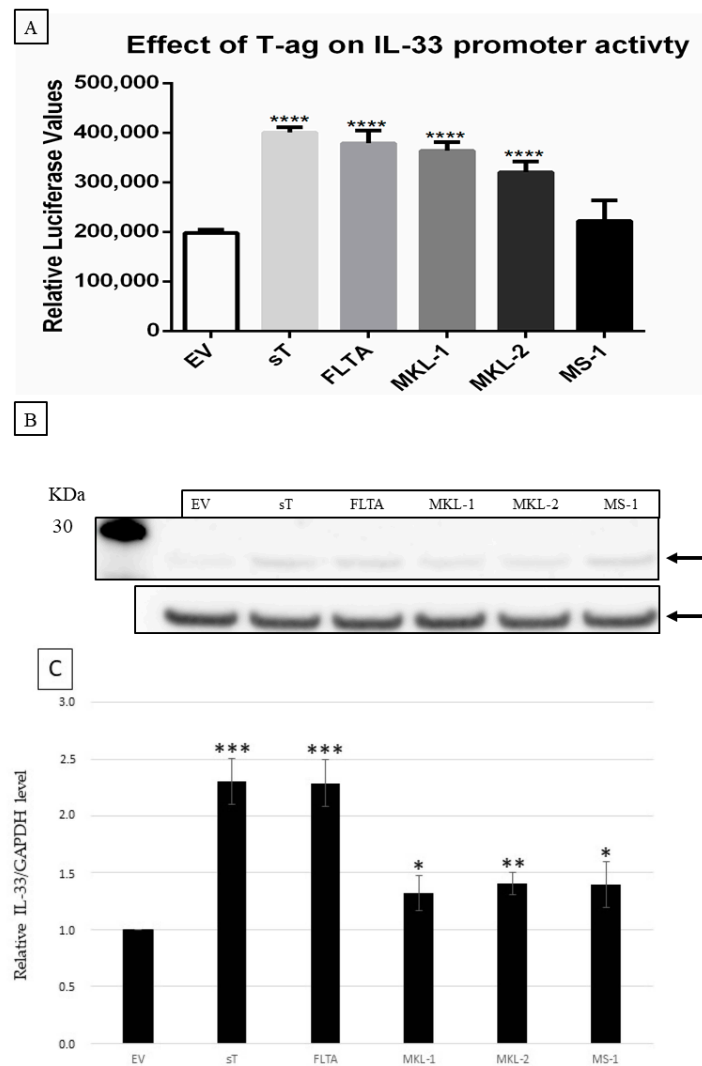 A
Effect of T-ag on IL-33 promoter activty
Relative Luciferase Values
500,000
400,000
300,000
200,000
100,000
0
****
****
****
****
EV
sT
FLTA
MKL-1
MKL-2
MS-1
B
KDa
30
EV sT FLTA MKL-1 MKL-2 MS-1
C
Relative IL-33/GAPDH level
3.0
2.5
2.0
1.5
1.0
0.5
0.0
***
***
*
**
*
EV sT FLTA MKL-1 MKL-2 MS-1